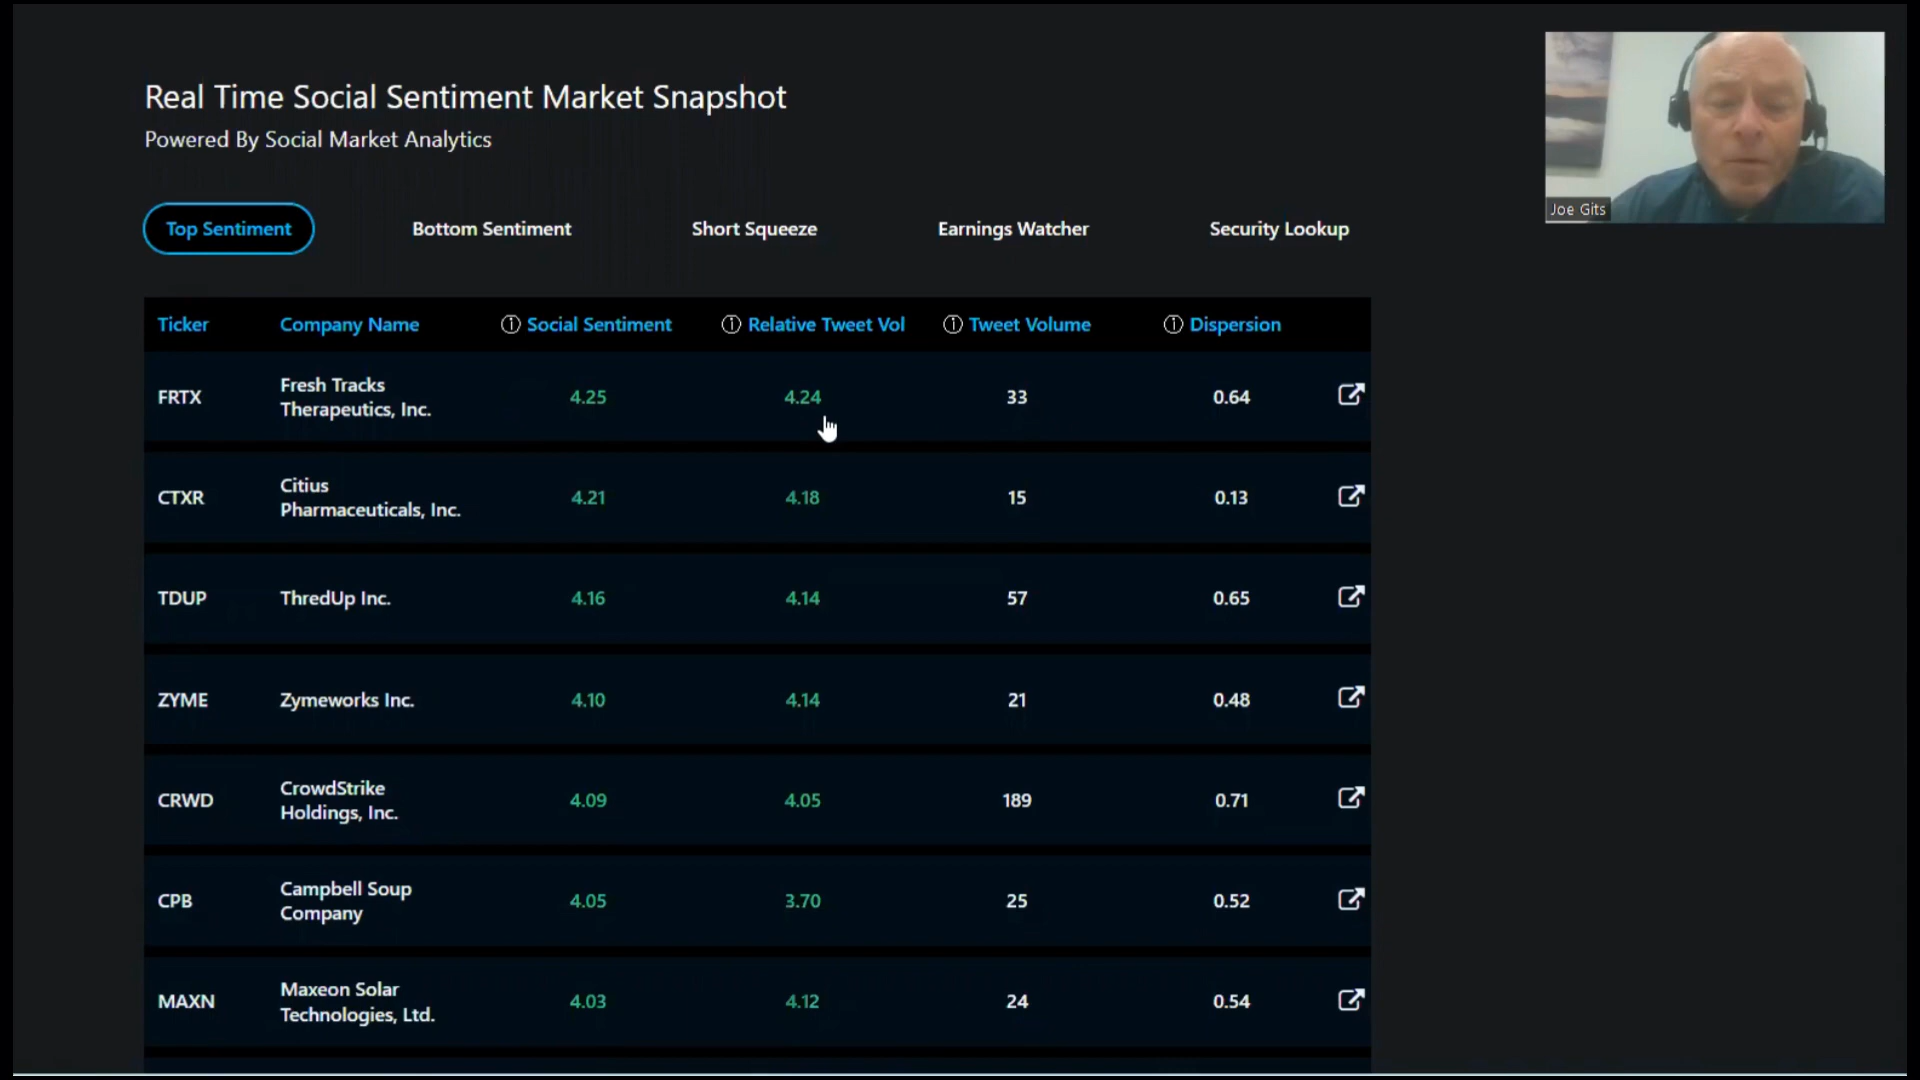 Real Time Social Sentiment Market Snapshot
Powered By Social Market Analytics
Joe Gits
Top Sentiment Bottom Sentiment Short Squeeze Earnings Watcher Security Lookup
Ticker Company Name Social Sentiment Relative Tweet Vol Tweet Volume Dispersion
FRTX Fresh Tracks Therapeutics, Inc. 4.25 4.24 33 0.64
CTXR Citius Pharmaceuticals, Inc. 4.21 4.18 15 0.13
TDUP ThredUp Inc. 4.16 4.14 57 0.65
ZYME Zymeworks Inc. 4.10 4.14 21 0.48
CRWD CrowdStrike Holdings, Inc. 4.09 4.05 189 0.71
CPB Campbell Soup Company 4.05 3.70 25 0.52
MAXN Maxeon Solar Technologies, Ltd. 4.03 4.12 24 0.54